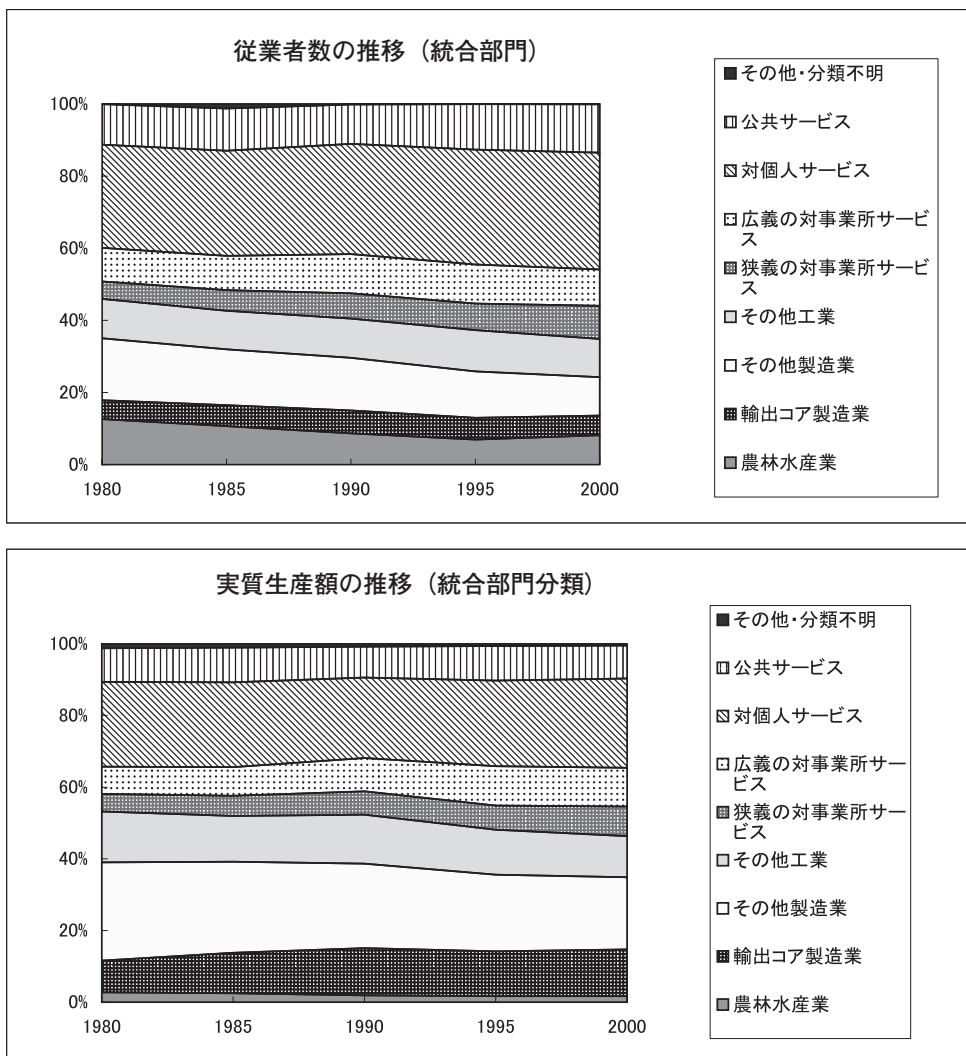 従業者数の推移（統合部門）
100%
80%
60%
40%
20%
0%
1980 1985 1990 1995 2000
その他・分類不明
公共サービス
対個人サービス
広義の対事業所サービ
ス
狭義の対事業所サービ
ス
その他工業
その他製造業
輸出コア製造業
農林水産業
実質生産額の推移（統合部門分類）
100%
80%
60%
40%
20%
0%
1980 1985 1990 1995 2000
その他・分類不明
公共サービス
対個人サービス
広義の対事業所サー
ビス
狭義の対事業所サー
ビス
その他工業
その他製造業
輸出コア製造業
農林水産業